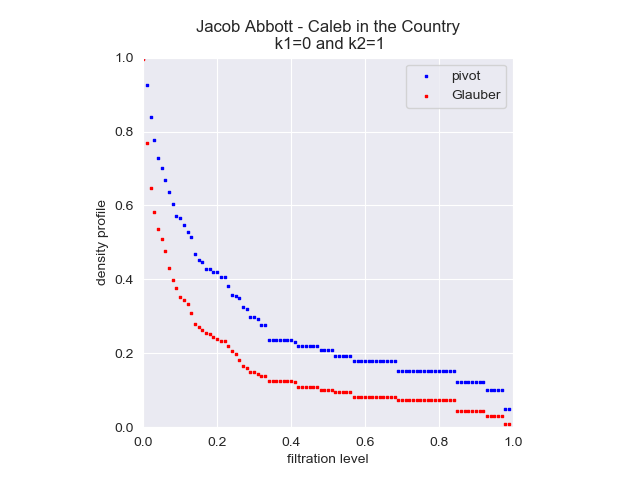 Jacob Abbott - Caleb in the Country
k1=0 and k2=1
pivot
Glauber
density profile
1.0
0.8
0.6
0.4
0.2
0.0
0.0 0.2 0.4 0.6 0.8 1.0
filtration level